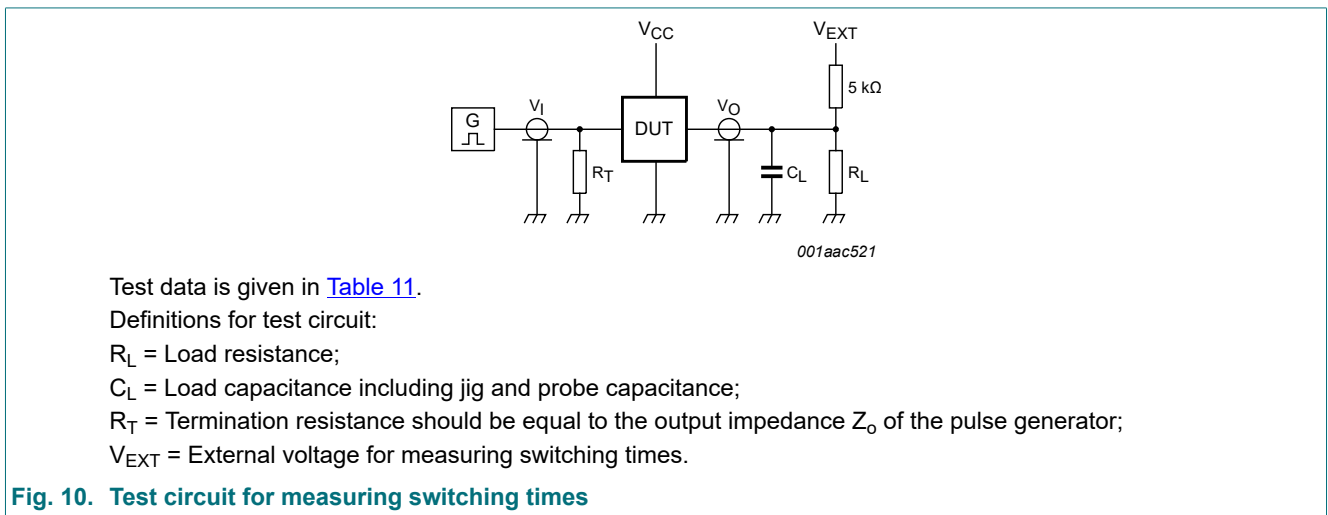 VCC
VEXT
5 kΩ
VI
VO
G
DUT
RT
CL
RL
001aac521
Test data is given in Table 11.
Definitions for test circuit:
RL = Load resistance;
CL = Load capacitance including jig and probe capacitance;
RT = Termination resistance should be equal to the output impedance Zo of the pulse generator;
VEXT = External voltage for measuring switching times.
Fig. 10. Test circuit for measuring switching times